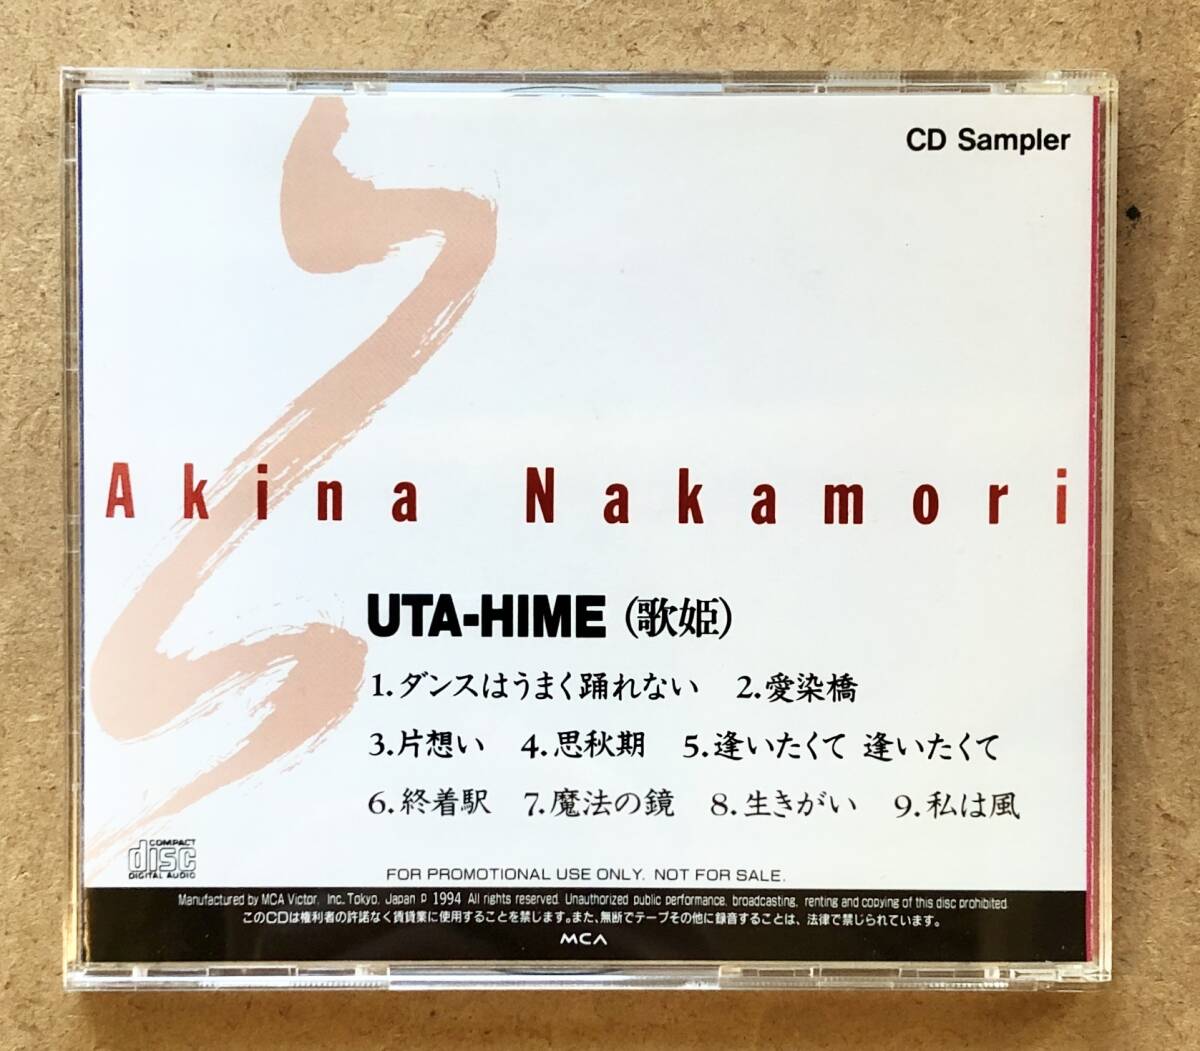 CD Sampler
Akina Nakamori
UTA-HIME (歌姫)
1.ダンスはうまく踊れない 2.愛染橋
3.片想い 4.思秋期 5.逢いたくて 逢いたくて
6.終着駅 7.魔法の鏡 8.生きがい 9.私は風
COMPACT
disc
DIGITAL AUDIO
FOR PROMOTIONAL USE ONLY. NOT FOR SALE.
Manufactured by MCA Victor, Inc. Tokyo, Japan ℗ 1994 All rights reserved. Unauthorized public performance, broadcasting, renting and copying of this disc prohibited.
このCDは権利者の許諾なく賃貸業に使用することを禁じます。また、無断でテープその他に録音することは、法律で禁じられています。
MCA